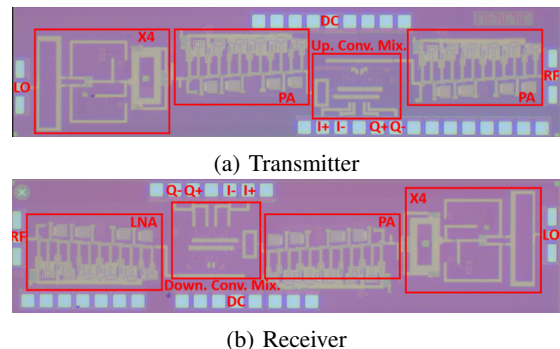 X4
DC
Up. Conv. Mix.
LO
PA
PA
RF
I+ I- Q+ Q-
(a) Transmitter
Q- Q+ I- I+
LNA
PA
X4
RF
LO
Down. Conv. Mix.
DC
(b) Receiver